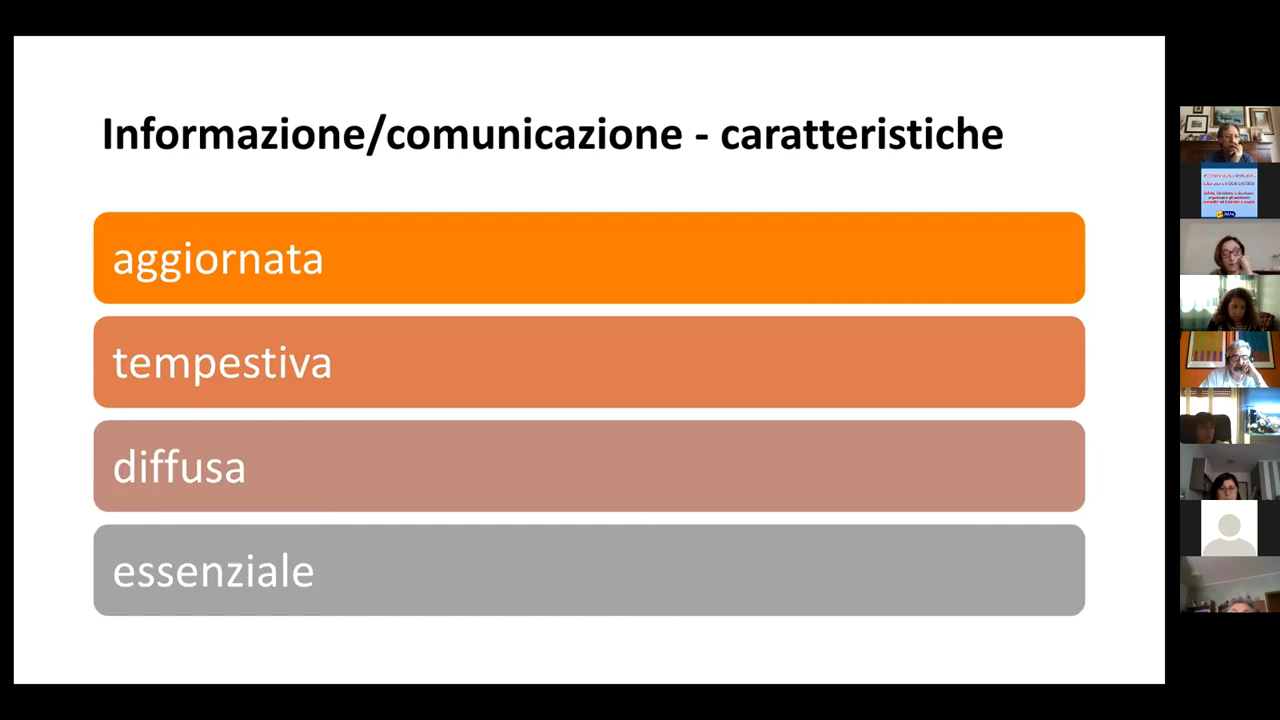 Informazione/comunicazione - caratteristiche
aggiornata
tempestiva
diffusa
essenziale